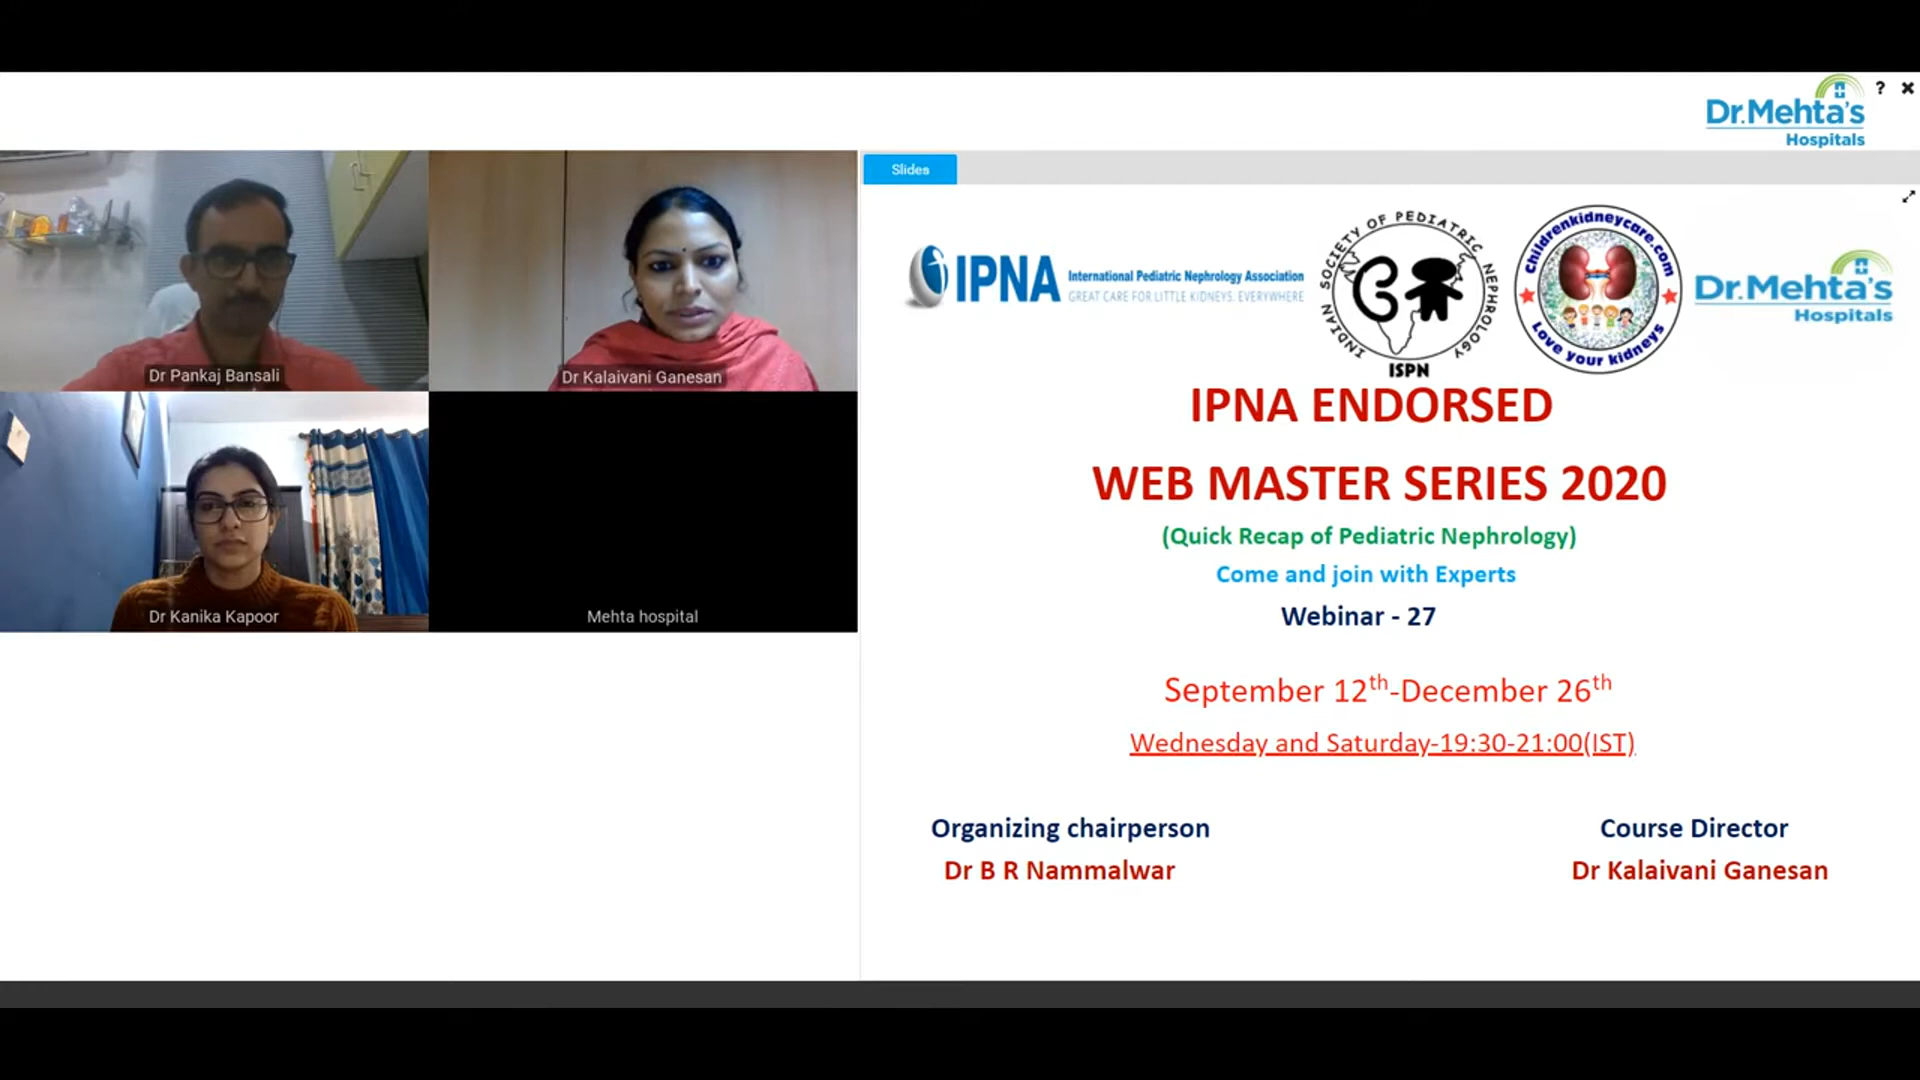 Dr.Mehta's
Hospitals
?
Dr Pankaj Bansali
Dr Kalaivani Ganesan
Dr Kanika Kapoor
Mehta hospital
Slides
IPNA International Pediatric Nephrology Association
GREAT CARE FOR LITTLE KIDNEYS. EVERYWHERE
INDIAN SOCIETY OF PEDIATRIC NEPHROLOGY
ISPN
Childrenkidneycare.com
Love your kidneys
Dr.Mehta's
Hospitals
IPNA ENDORSED
WEB MASTER SERIES 2020
(Quick Recap of Pediatric Nephrology)
Come and join with Experts
Webinar - 27
September 12th-December 26th
Wednesday and Saturday-19:30-21:00(IST)
Organizing chairperson
Dr B R Nammalwar
Course Director
Dr Kalaivani Ganesan